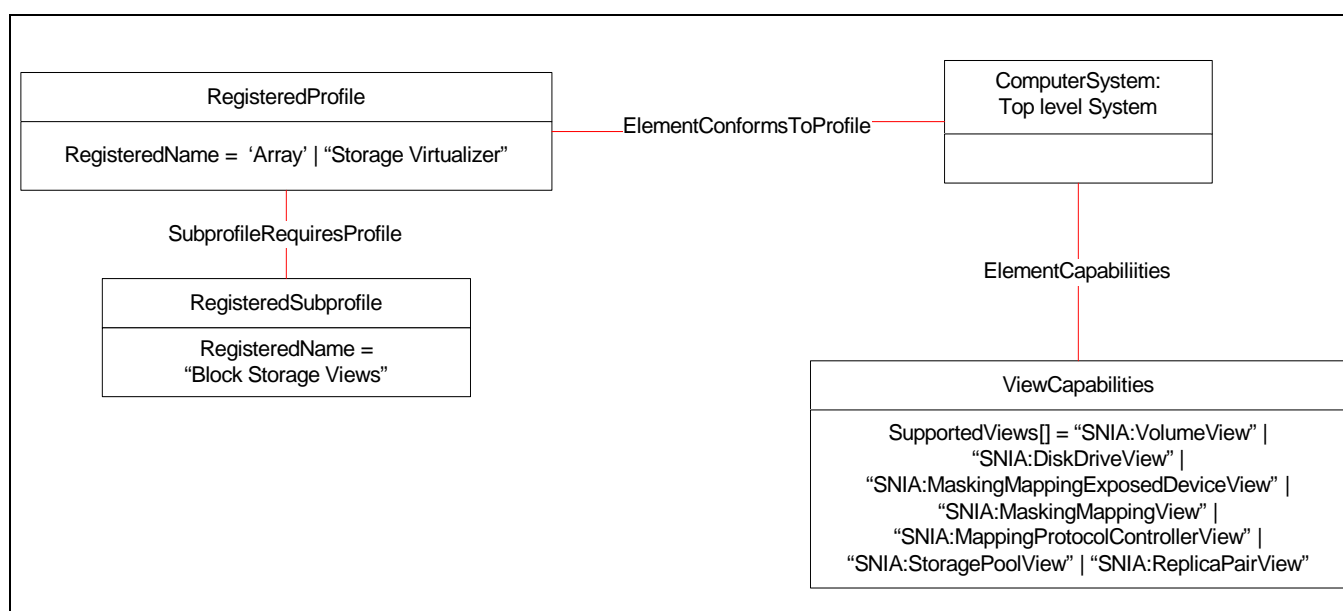 RegisteredProfile
RegisteredName = 'Array' | “Storage Virtualizer”
ElementConformsToProfile
ComputerSystem:
Top level System
SubprofileRequiresProfile
RegisteredSubprofile
RegisteredName =
“Block Storage Views”
ElementCapabiliities
ViewCapabilities
SupportedViews[] = “SNIA:VolumeView” |
“SNIA:DiskDriveView” |
“SNIA:MaskingMappingExposedDeviceView” |
“SNIA:MaskingMappingView” |
“SNIA:MappingProtocolControllerView” |
“SNIA:StoragePoolView” | “SNIA:ReplicaPairView”